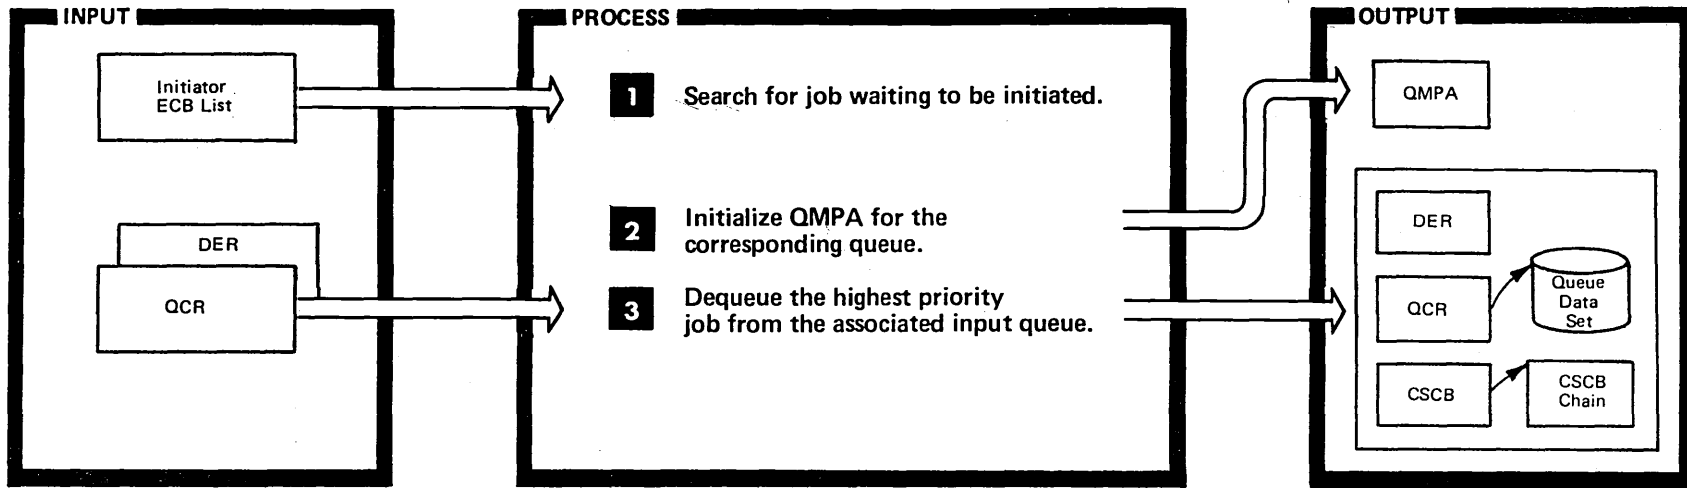 INPUT
Initiator
ECB List
DER
QCR
PROCESS
1 Search for job waiting to be initiated.
2 Initialize QMPA for the
corresponding queue.
3 Dequeue the highest priority
job from the associated input queue.
OUTPUT
QMPA
DER
QCR
Queue
Data
Set
CSCB
CSCB
Chain